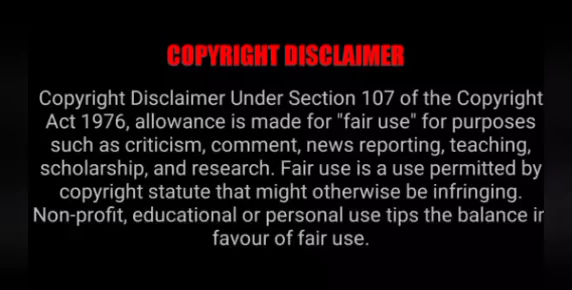 COPYRIGHT DISCLAIMER
Copyright Disclaimer Under Section 107 of the Copyright
Act 1976, allowance is made for "fair use" for purposes
such as criticism, comment, news reporting, teaching,
scholarship, and research. Fair use is a use permitted by
copyright statute that might otherwise be infringing.
Non-profit, educational or personal use tips the balance in
favour of fair use.